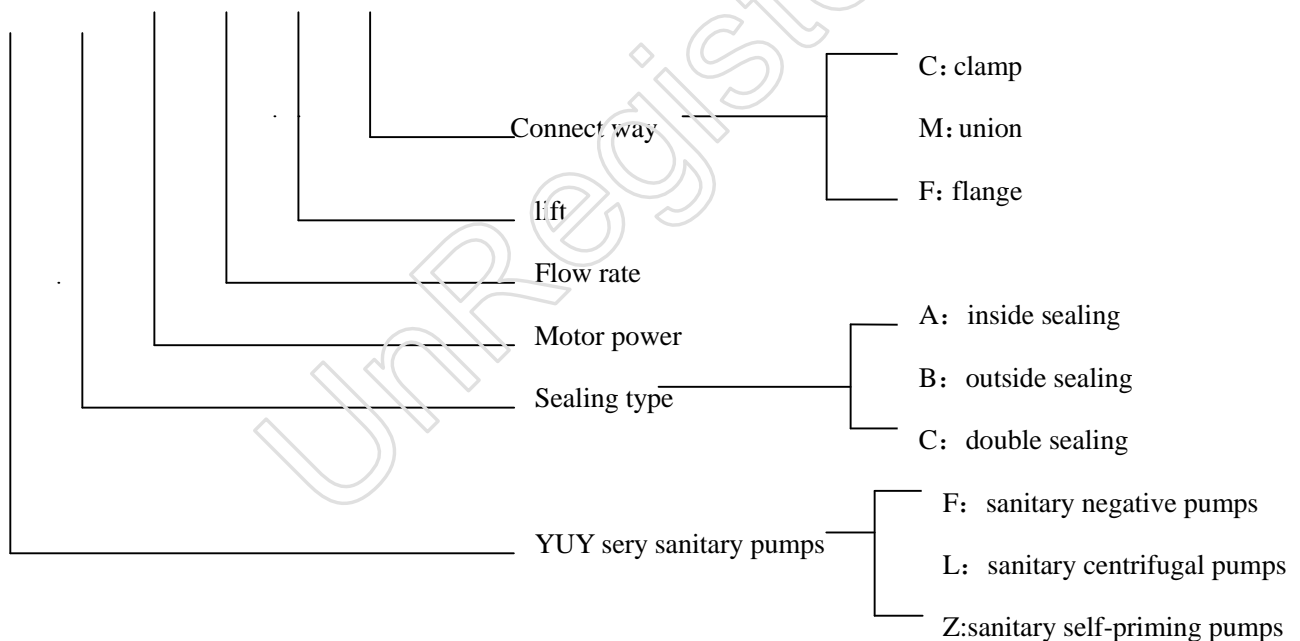 C：clamp
Connect way
M：union
F：flange
lift
Flow rate
A： inside sealing
Motor power
B： outside sealing
Sealing type
C： double sealing
F： sanitary negative pumps
YUY sery sanitary pumps
L： sanitary centrifugal pumps
Z:sanitary self-priming pumps
UnRegiste